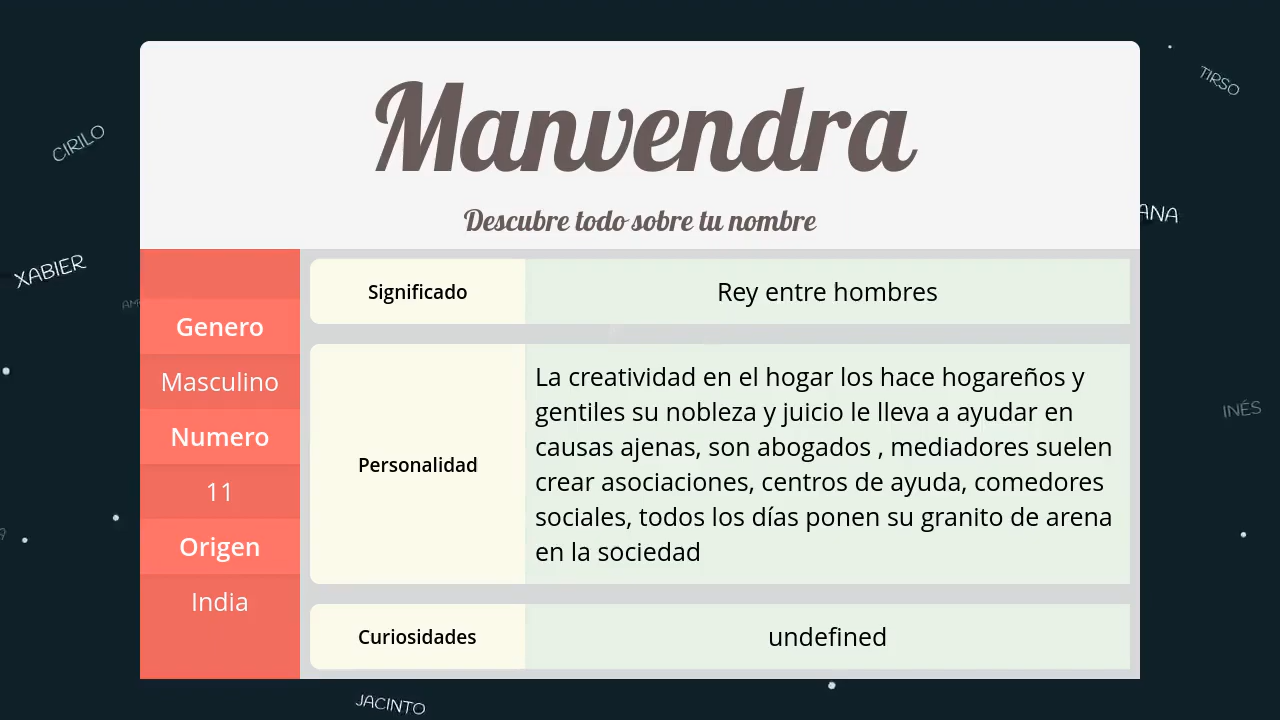 TIRSO
CIRILO
Manvendra
ANA
Descubre todo sobre tu nombre
XABIER
Significado
Rey entre hombres
Genero
Masculino
Numero
11
Origen
India
Personalidad
La creatividad en el hogar los hace hogareños y
gentiles su nobleza y juicio le lleva a ayudar en
causas ajenas, son abogados , mediadores suelen
crear asociaciones, centros de ayuda, comedores
sociales, todos los días ponen su granito de arena
en la sociedad
INÉS
Curiosidades
undefined
JACINTO